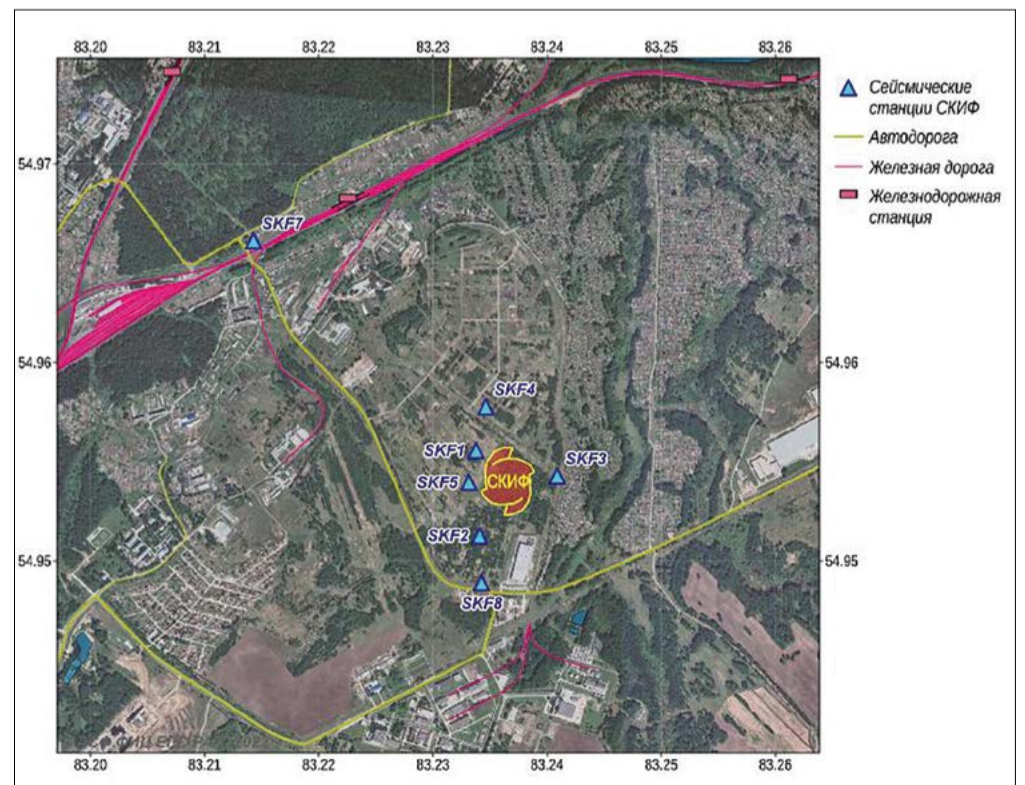 83.20 83.21 83.22 83.23 83.24 83.25 83.26
Сейсмические
станции СКИФ
Автодорога
Железная дорога
Железнодорожная
станция
54.97
SKF7
54.96 54.96
SKF4
SKF1
SKF3
SKF5
СКИФ
SKF2
54.95 54.95
SKF8
83.20 83.21 83.22 83.23 83.24 83.25 83.26